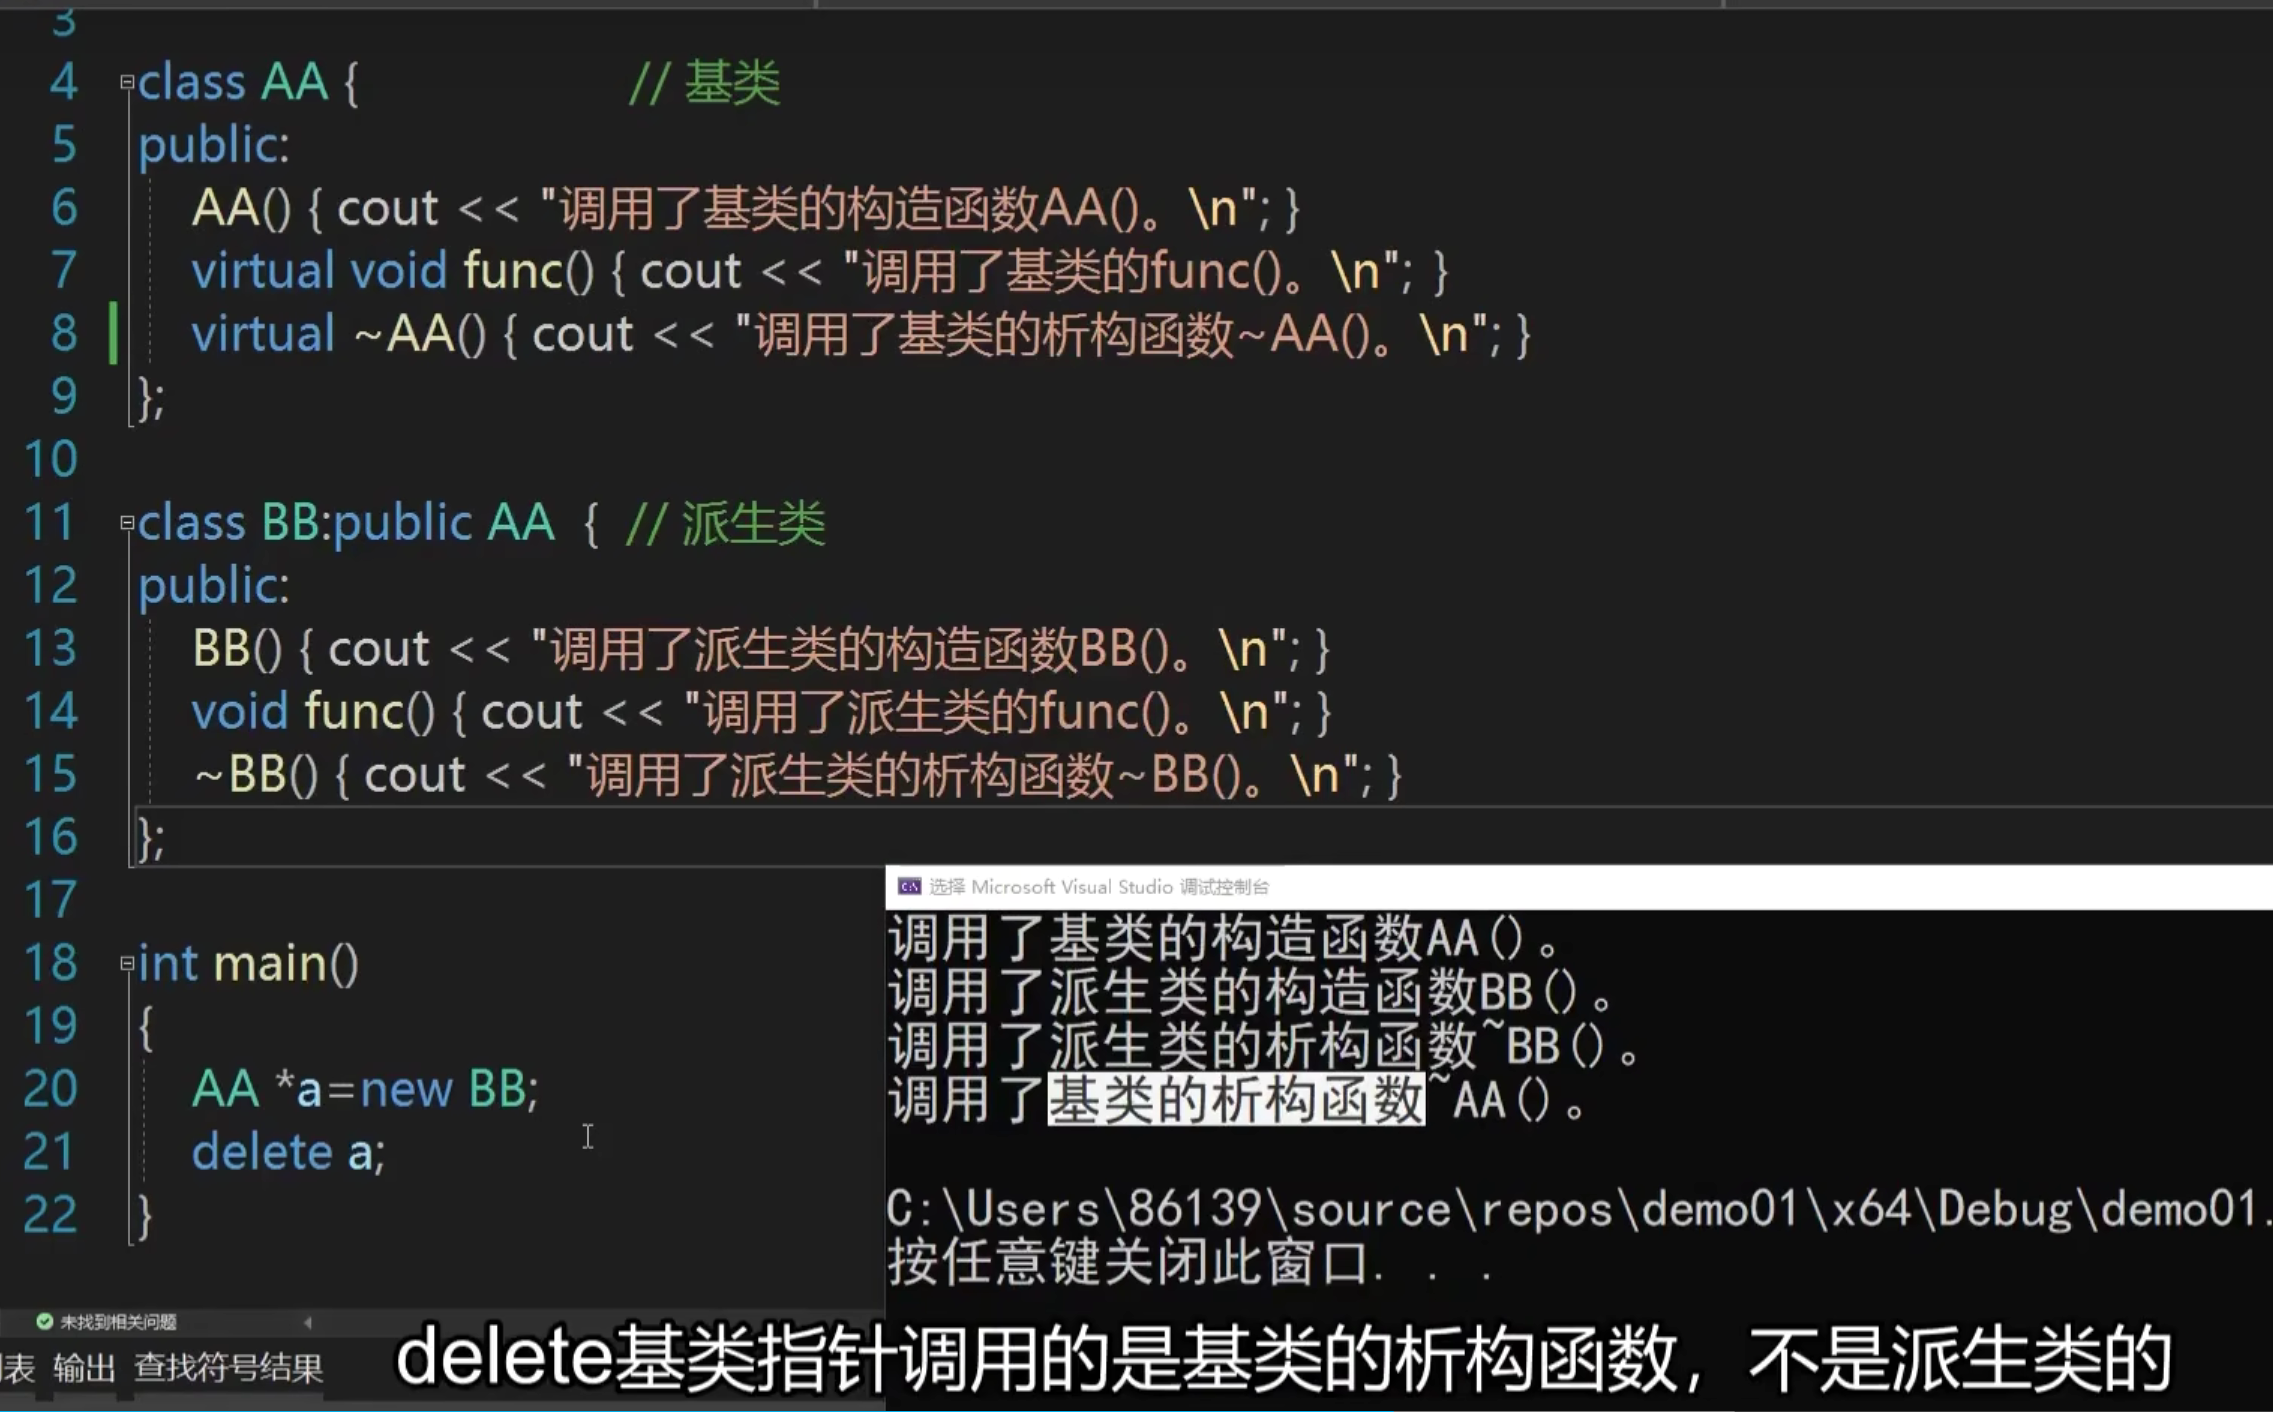 3
4 class AA { // 基类
5 public:
6 AA() { cout << "调用了基类的构造函数AA()。\n"; }
7 virtual void func() { cout << "调用了基类的func()。\n"; }
8 virtual ~AA() { cout << "调用了基类的析构函数~AA()。\n"; }
9 };
10
11 class BB:public AA { // 派生类
12 public:
13 BB() { cout << "调用了派生类的构造函数BB()。\n"; }
14 void func() { cout << "调用了派生类的func()。\n"; }
15 ~BB() { cout << "调用了派生类的析构函数~BB()。\n"; }
16 };
17
18 int main()
19 {
20 AA *a=new BB;
21 delete a;
22 }
选择 Microsoft Visual Studio 调试控制台
调用了基类的构造函数AA()。
调用了派生类的构造函数BB()。
调用了派生类的析构函数~BB()。
调用了基类的析构函数~AA()。
C:\Users\86139\source\repos\demo01\x64\Debug\demo01.
按任意键关闭此窗口. . .
未找到相关问题
表 输出 查找符号结果
delete基类指针调用的是基类的析构函数，不是派生类的